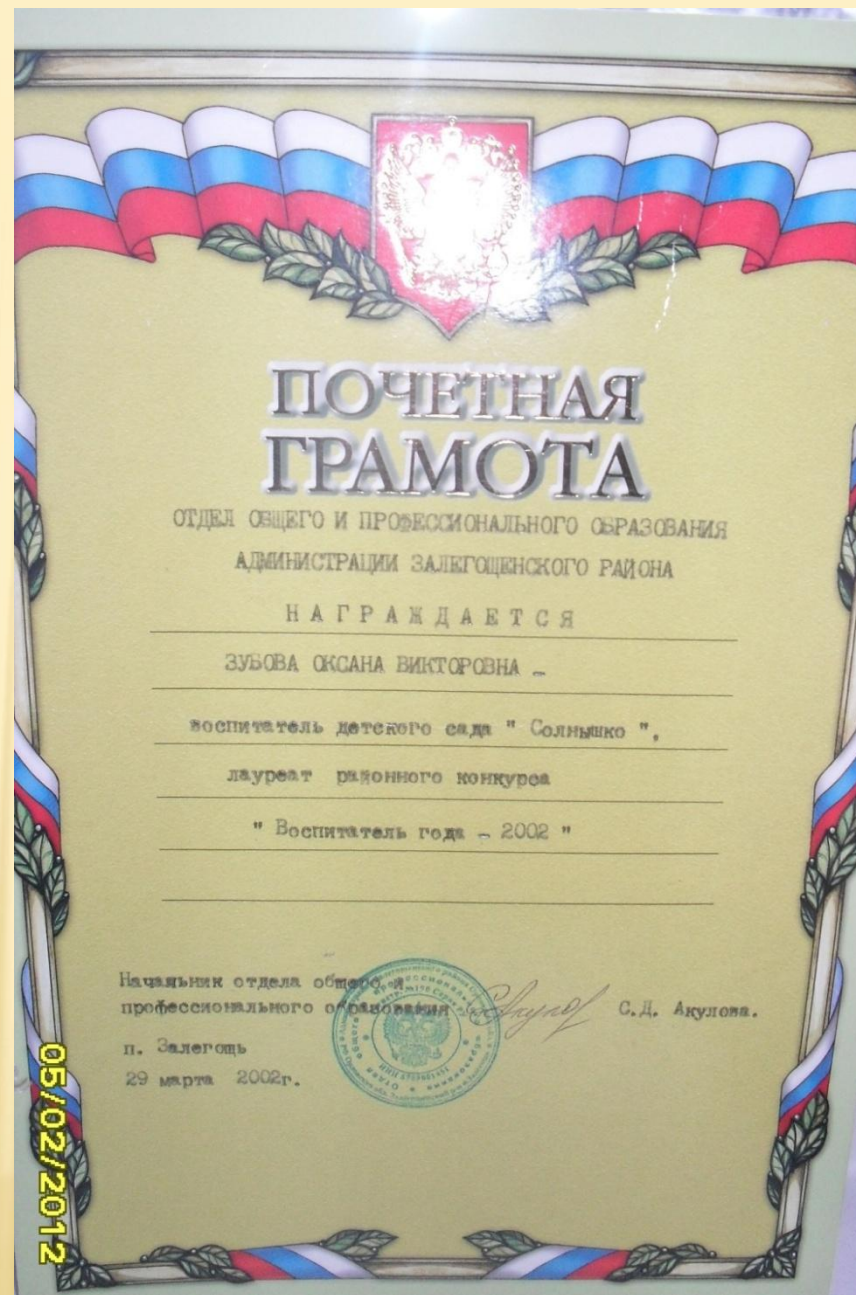 ПОЧЕТНАЯ
ГРАМОТА
ОТДЕЛ ОБЩЕГО И ПРОФЕССИОНАЛЬНОГО ОБРАЗОВАНИЯ
АДМИНИСТРАЦИИ ЗАЛЕГОЩЕНСКОГО РАЙОНА
НАГРАЖДАЕТСЯ
ЗУБОВА ОКСАНА ВИКТОРОВНА -
воспитатель детского сада " Солнышко ",
лауреат районного конкурса
" Воспитатель года - 2002 "
Начальник отдела общего и
профессионального образования С.Д. Акулова.
п. Залегощь
29 марта 2002г.
05/02/2012